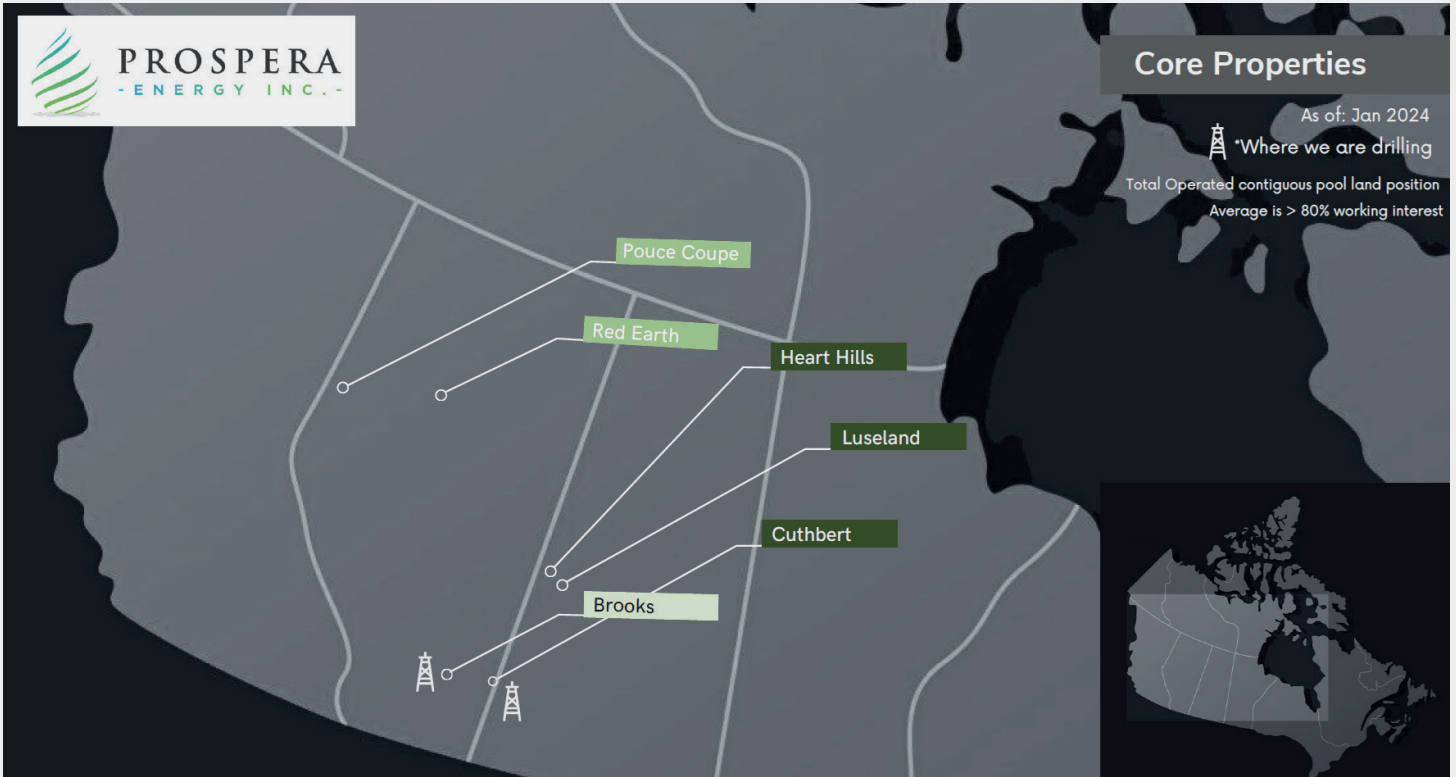 PROSPERA
- ENERGY INC. -
Core Properties
As of: Jan 2024
*Where we are drilling
Total Operated contiguous pool land position
Average is > 80% working interest
Pouce Coupe
Red Earth
Heart Hills
Luseland
Cuthbert
Brooks